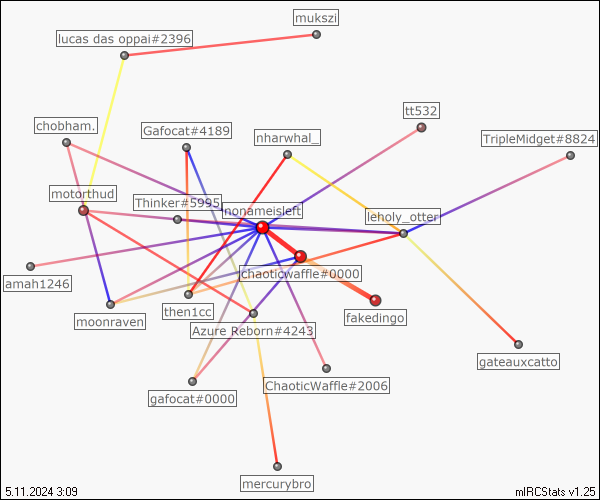 mukszi
lucas das oppai#2396
tt532
chobham.
Gafocat#4189
nharwhal_
TripleMidget#8824
motorthud
Thinker#5995
nonameisleft
leholy_otter
chaoticwaffle#0000
amah1246
then1cc
moonraven
fakedingo
Azure Reborn#4243
gateauxcatto
ChaoticWaffle#2006
gafocat#0000
mercurybro
5.11.2024 3:09
mIRCStats v1.25